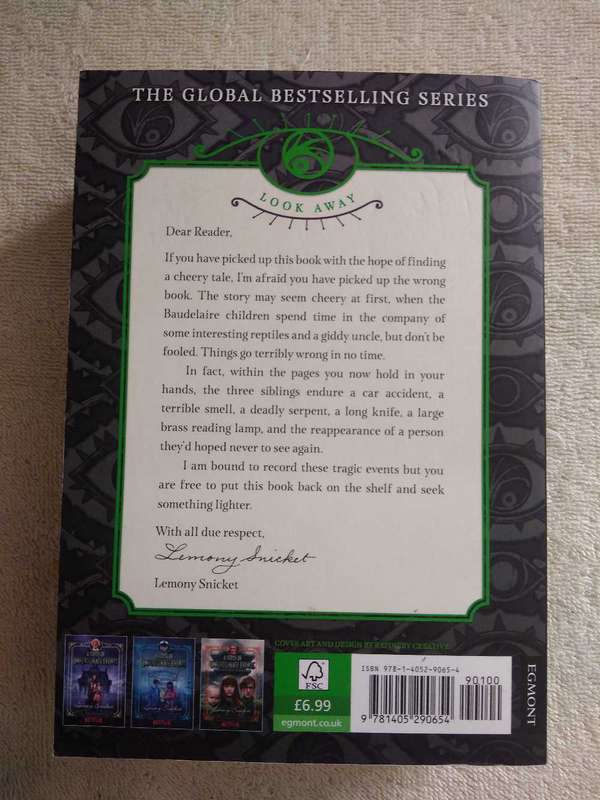 THE GLOBAL BESTSELLING SERIES
LOOK AWAY
Dear Reader,
If you have picked up this book with the hope of finding
a cheery tale, I'm afraid you have picked up the wrong
book. The story may seem cheery at first, when the
Baudelaire children spend time in the company of
some interesting reptiles and a giddy uncle, but don't be
fooled. Things go terribly wrong in no time.
In fact, within the pages you now hold in your
hands, the three siblings endure a car accident, a
terrible smell, a deadly serpent, a long knife, a large
brass reading lamp, and the reappearance of a person
they'd hoped never to see again.
I am bound to record these tragic events but you
are free to put this book back on the shelf and seek
something lighter.
With all due respect,
Lemony Snicket
Lemony Snicket
COVER ART AND DESIGN BY REFINERY CREATIVE
FSC
£6.99
egmont.co.uk
ISBN 978-1-4052-9065-4
90100
9 781405 290654
EGMONT